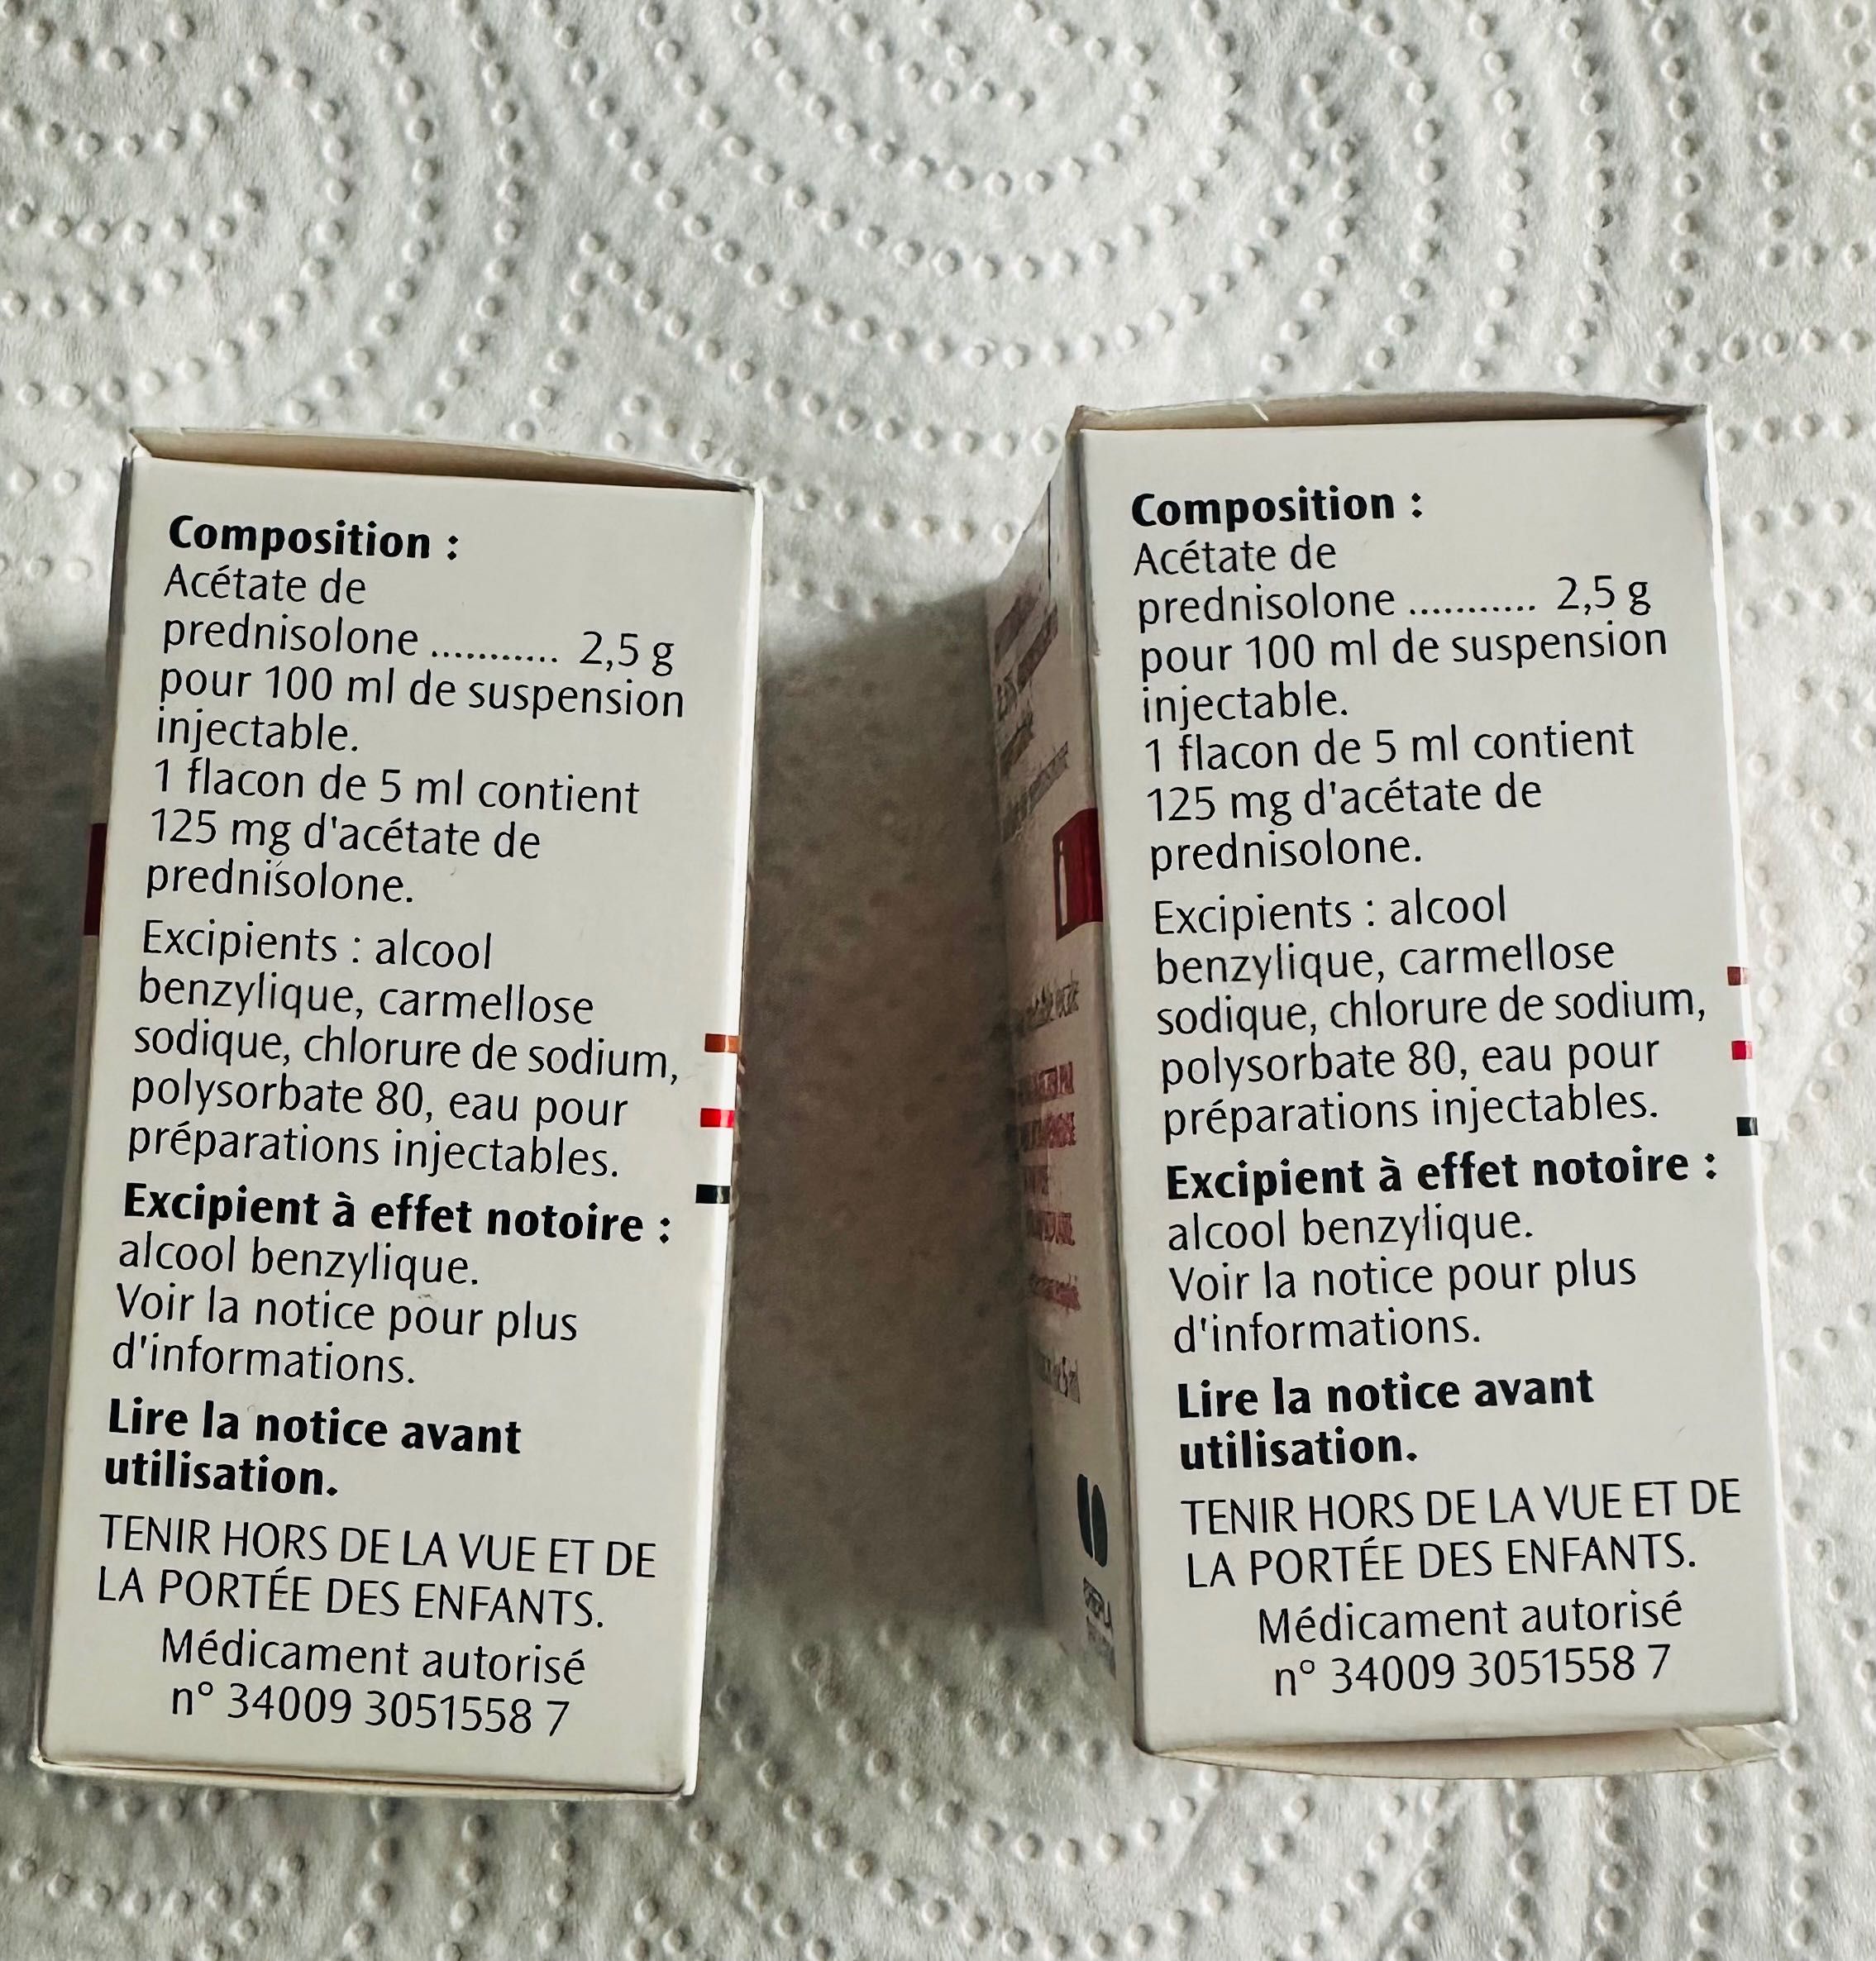 Composition :
Acétate de
prednisolone ........... 2,5 g
pour 100 ml de suspension
injectable.
1 flacon de 5 ml contient
125 mg d'acétate de
prednisolone.
Excipients : alcool
benzylique, carmellose
sodique, chlorure de sodium,
polysorbate 80, eau pour
préparations injectables.
Excipient à effet notoire :
alcool benzylique.
Voir la notice pour plus
d'informations.
Lire la notice avant
utilisation.
TENIR HORS DE LA VUE ET DE
LA PORTÉE DES ENFANTS.
Médicament autorisé
n° 34009 3051558 7
Composition :
Acétate de
prednisolone ........... 2,5 g
pour 100 ml de suspension
injectable.
1 flacon de 5 ml contient
125 mg d'acétate de
prednisolone.
Excipients : alcool
benzylique, carmellose
sodique, chlorure de sodium,
polysorbate 80, eau pour
préparations injectables.
Excipient à effet notoire :
alcool benzylique.
Voir la notice pour plus
d'informations.
Lire la notice avant
utilisation.
TENIR HORS DE LA VUE ET DE
LA PORTÉE DES ENFANTS.
Médicament autorisé
n° 34009 3051558 7